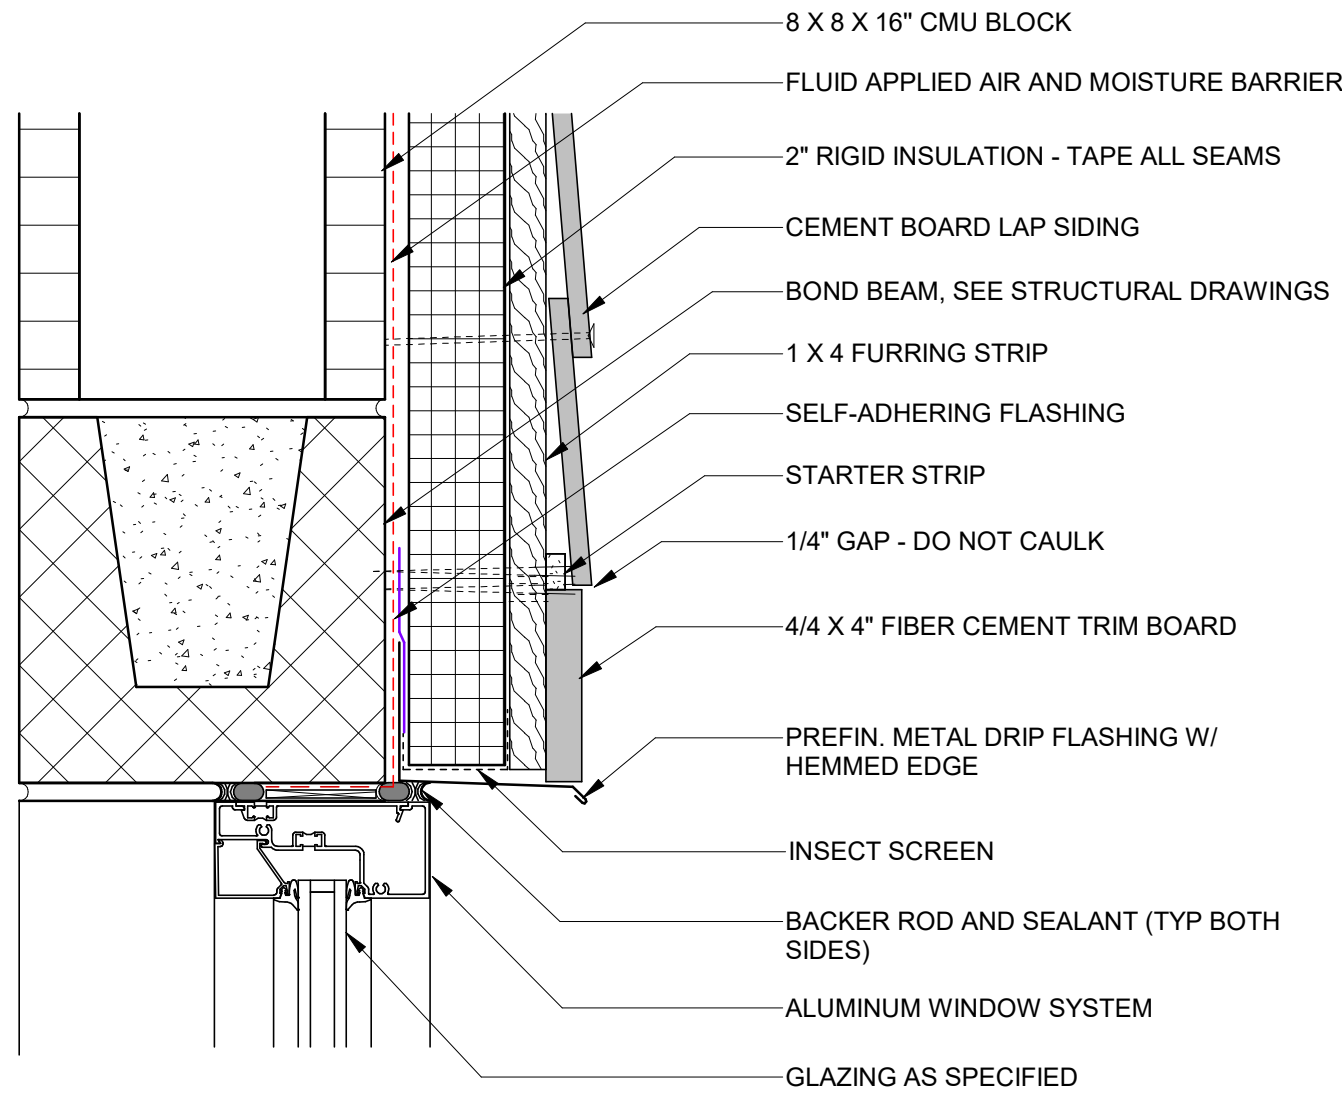 8 X 8 X 16" CMU BLOCK
FLUID APPLIED AIR AND MOISTURE BARRIER
2" RIGID INSULATION - TAPE ALL SEAMS
CEMENT BOARD LAP SIDING
BOND BEAM, SEE STRUCTURAL DRAWINGS
1 X 4 FURRING STRIP
SELF-ADHERING FLASHING
STARTER STRIP
1/4" GAP - DO NOT CAULK
4/4 X 4" FIBER CEMENT TRIM BOARD
PREFIN. METAL DRIP FLASHING W/
HEMMED EDGE
INSECT SCREEN
BACKER ROD AND SEALANT (TYP BOTH
SIDES)
ALUMINUM WINDOW SYSTEM
GLAZING AS SPECIFIED